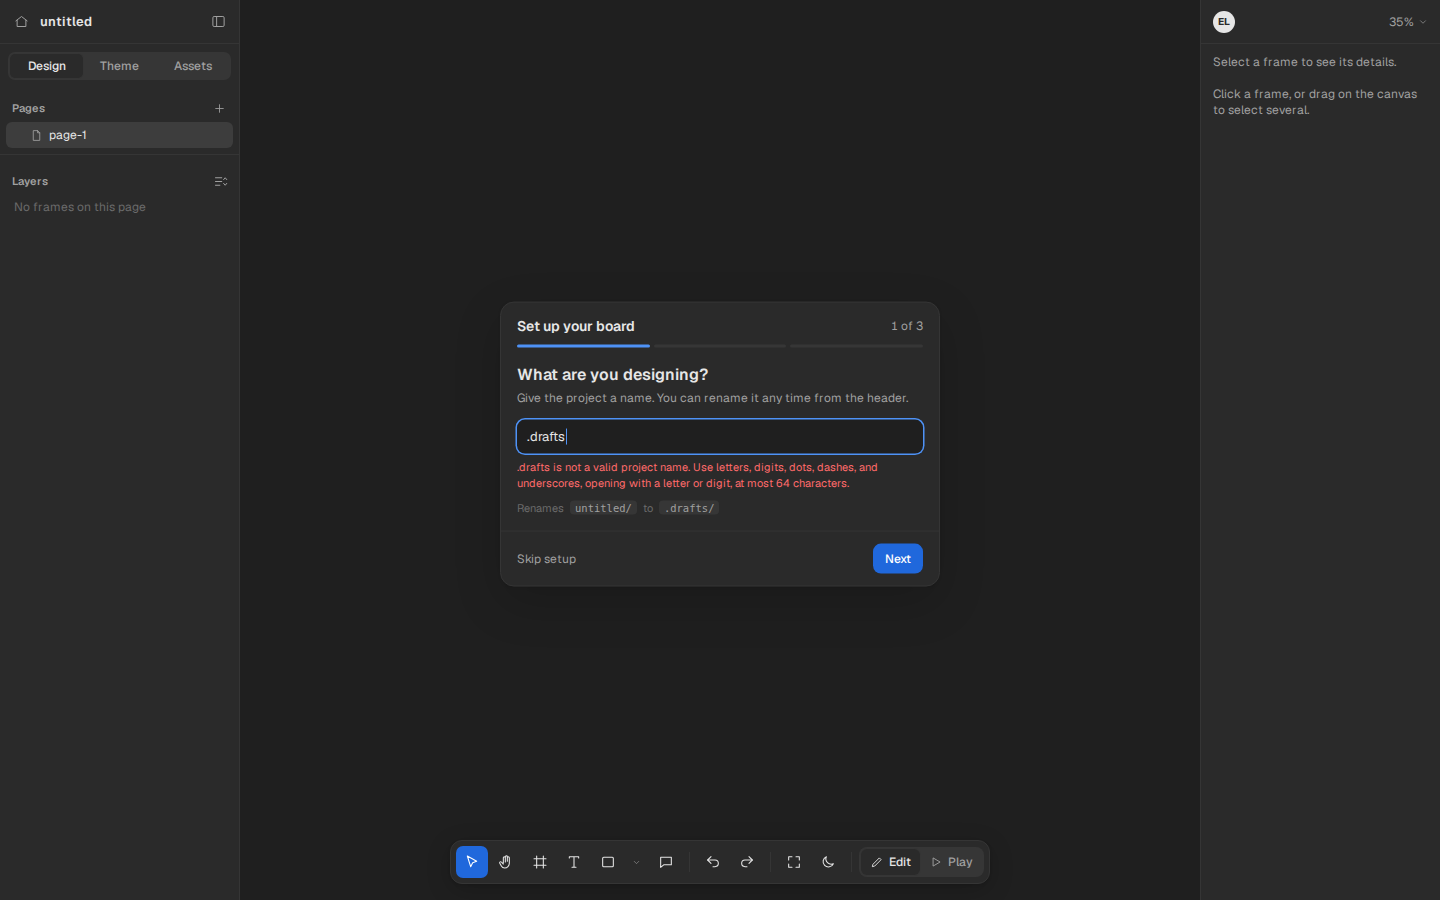 untitled
Design
Theme
Assets
Pages
page-1
Layers
No frames on this page
Set up your board
1 of 3
What are you designing?
Give the project a name. You can rename it any time from the header.
.drafts
.drafts is not a valid project name. Use letters, digits, dots, dashes, and
underscores, opening with a letter or digit, at most 64 characters.
Renames untitled/ to .drafts/
Skip setup
Next
Edit
Play
EL
35%
Select a frame to see its details.
Click a frame, or drag on the canvas
to select several.